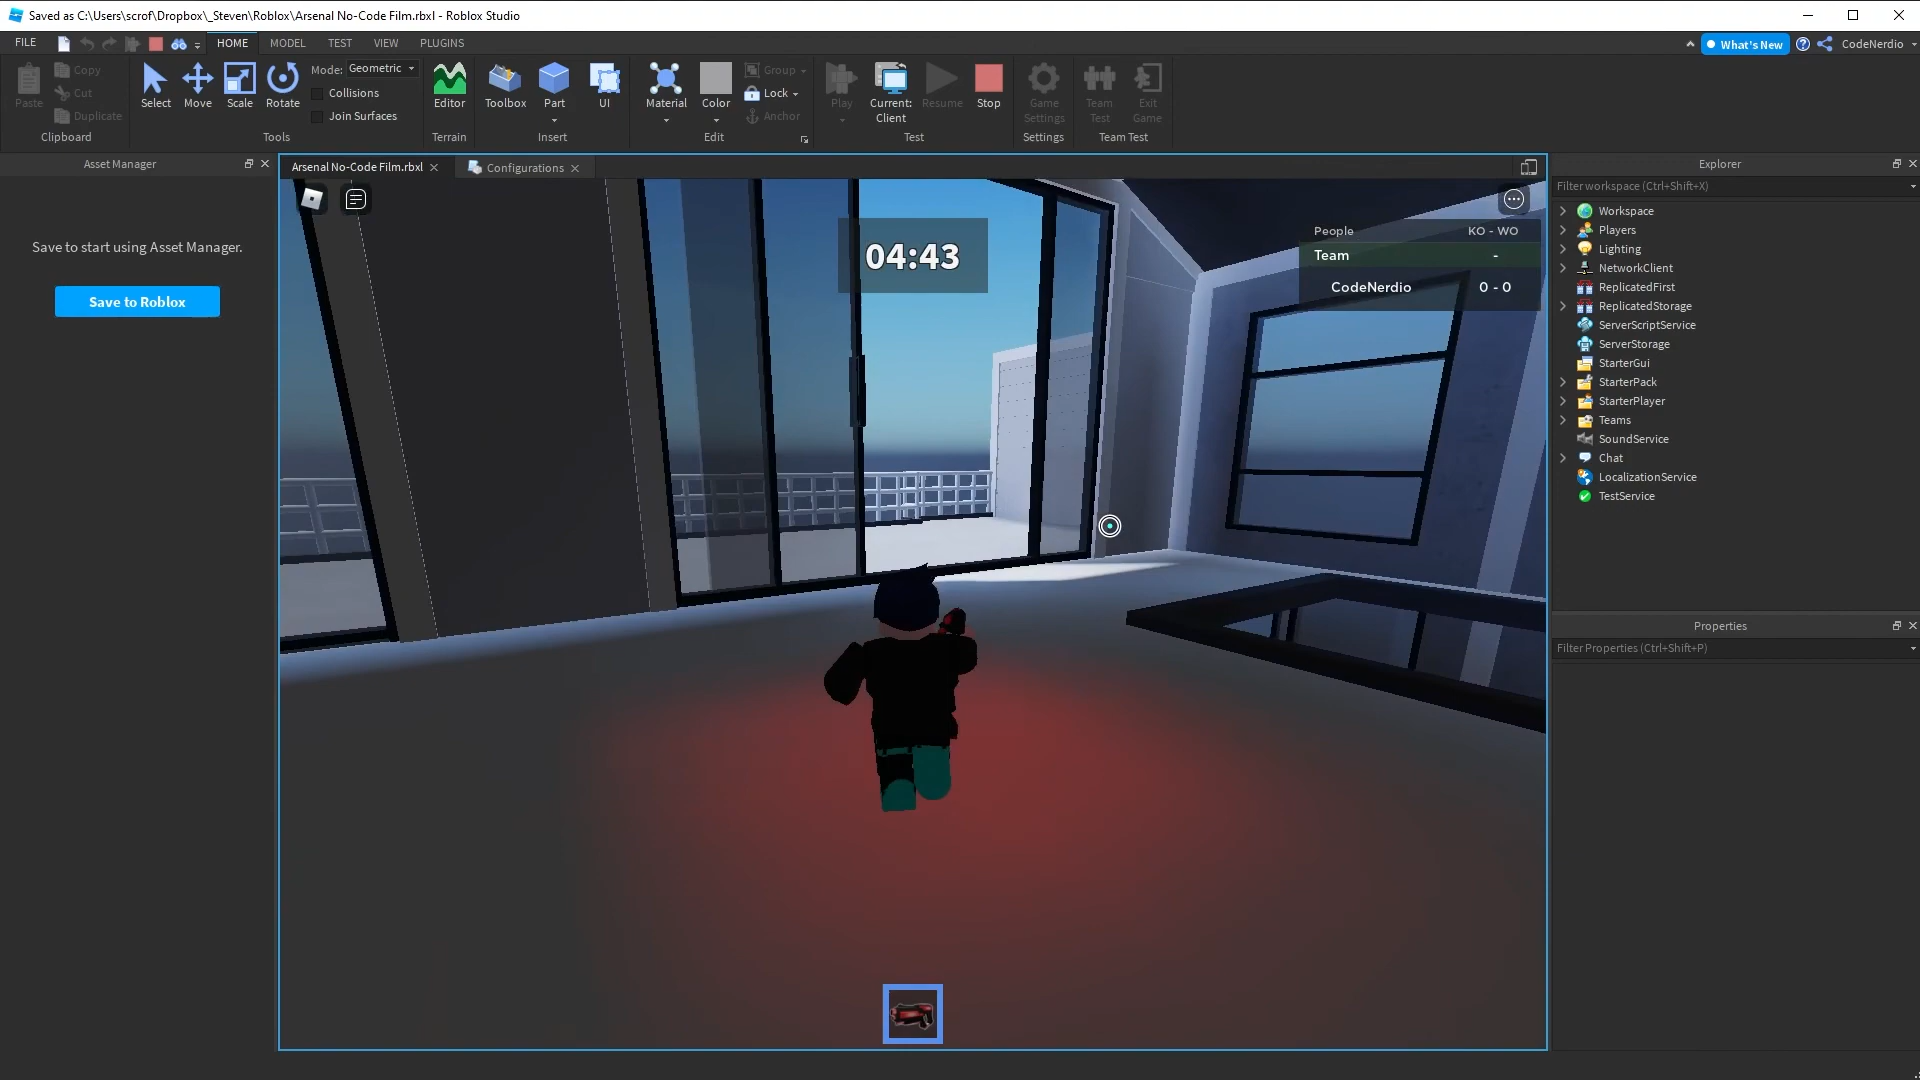 Saved as C:\Users\scrof\Dropbox\_Steven\Roblox\Arsenal No-Code Film.rbxl - Roblox Studio
FILE HOME MODEL TEST VIEW PLUGINS What's New CodeNerdio
Paste
Copy
Cut
Duplicate
Clipboard
Select
Move
Scale
Rotate
Mode: Geometric
Collisions
Join Surfaces
Tools
Editor
Terrain
Toolbox
Part
UI
Insert
Material
Color
Group
Lock
Anchor
Edit
Play
Current:
Client
Resume
Stop
Test
Game
Settings
Settings
Team
Test
Exit
Game
Team Test
Asset Manager
Save to start using Asset Manager.
Save to Roblox
Arsenal No-Code Film.rbxl
Configurations
04:43
People KO - WO
Team -
CodeNerdio 0 - 0
Explorer
Filter workspace (Ctrl+Shift+X)
Workspace
Players
Lighting
NetworkClient
ReplicatedFirst
ReplicatedStorage
ServerScriptService
ServerStorage
StarterGui
StarterPack
StarterPlayer
Teams
SoundService
Chat
LocalizationService
TestService
Properties
Filter Properties (Ctrl+Shift+P)